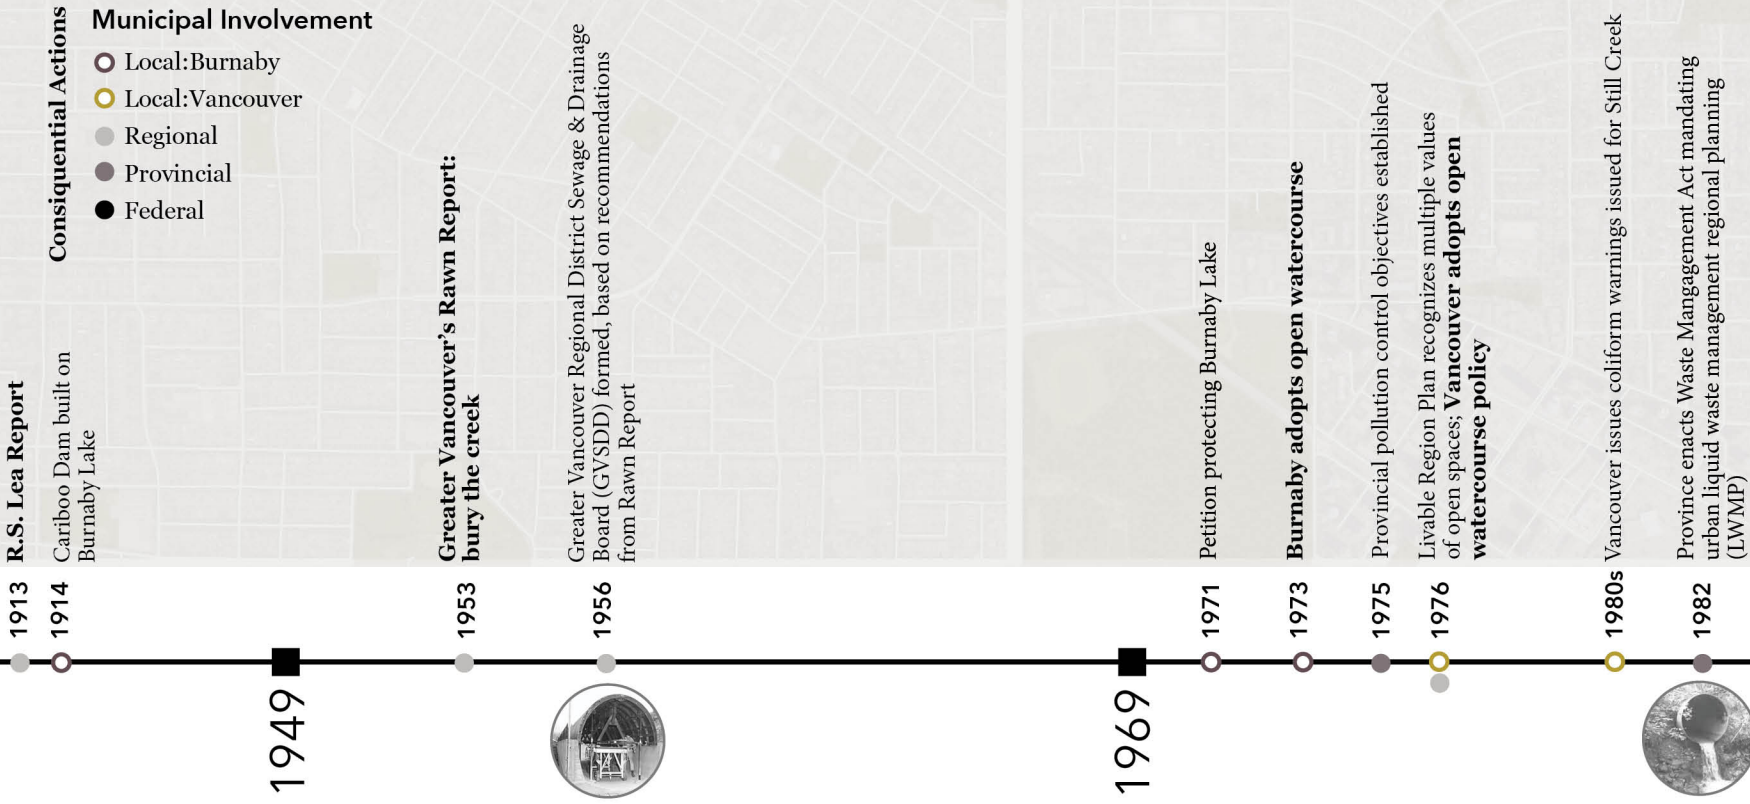 Municipal Involvement
Local:Burnaby
Local:Vancouver
Regional
Provincial
Federal
Consiquential Actions
R.S. Lea Report
Cariboo Dam built on
Burnaby Lake
Greater Vancouver's Rawn Report:
bury the creek
Greater Vancouver Regional District Sewage & Drainage
Board (GVSDD) formed, based on recommendations
from Rawn Report
Petition protecting Burnaby Lake
Burnaby adopts open watercourse
Provincial pollution control objectives established
Livable Region Plan recognizes multiple values
of open spaces; Vancouver adopts open
watercourse policy
Vancouver issues coliform warnings issued for Still Creek
Province enacts Waste Mangagement Act mandating
urban liquid waste management regional planning
(LWMP)
1913
1914
1953
1956
1971
1973
1975
1976
1980s
1982
1949
1969